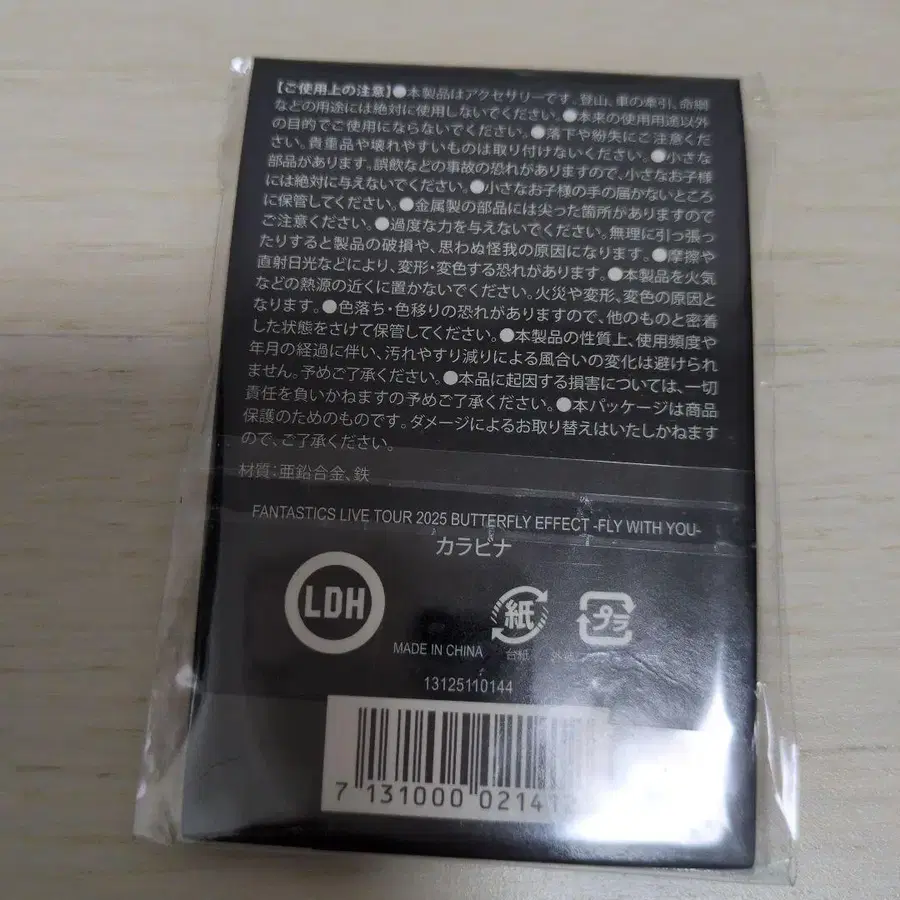 【ご使用上の注意】●本製品はアクセサリーです。登山、車の牽引、命綱
などの用途には絶対に使用しないでください。●本来の使用用途以外
の目的でご使用にならないでください。●落下や紛失にご注意くだ
さい。貴重品や壊れやすいものは取り付けないください。●小さな
部品があります。誤飲などの事故の恐れがありますので、小さなお子様
には絶対に与えないでください。●小さなお子様の手の届かないところ
に保管してください。●金属製の部品には尖った箇所がありますので
ご注意ください。●過度な力を与えないでください。無理に引っ張っ
たりすると製品の破損や、思わぬ怪我の原因になります。●摩擦や
直射日光などにより、変形・変色する恐れがあります。●本製品を火気
などの熱源の近くに置かないでください。火災や変形、変色の原因と
なります。●色落ち・色移りの恐れがありますので、他のものと密着
した状態をさけて保管してください。●本製品の性質上、使用頻度や
年月の経過に伴い、汚れやすり減りによる風合いの変化は避けられ
ません。予めご了承ください。●本品に起因する損害については、一切
責任を負いかねますの予めご了承ください。●本パッケージは商品
保護のためのものです。ダメージによるお取り替えはいたしかねます
ので、ご了承ください。
材質:亜鉛合金、鉄
FANTASTICS LIVE TOUR 2025 BUTTERFLY EFFECT -FLY WITH YOU-
カラビナ
LDH
紙
プラ
MADE IN CHINA
台紙
13125110144
7 131000